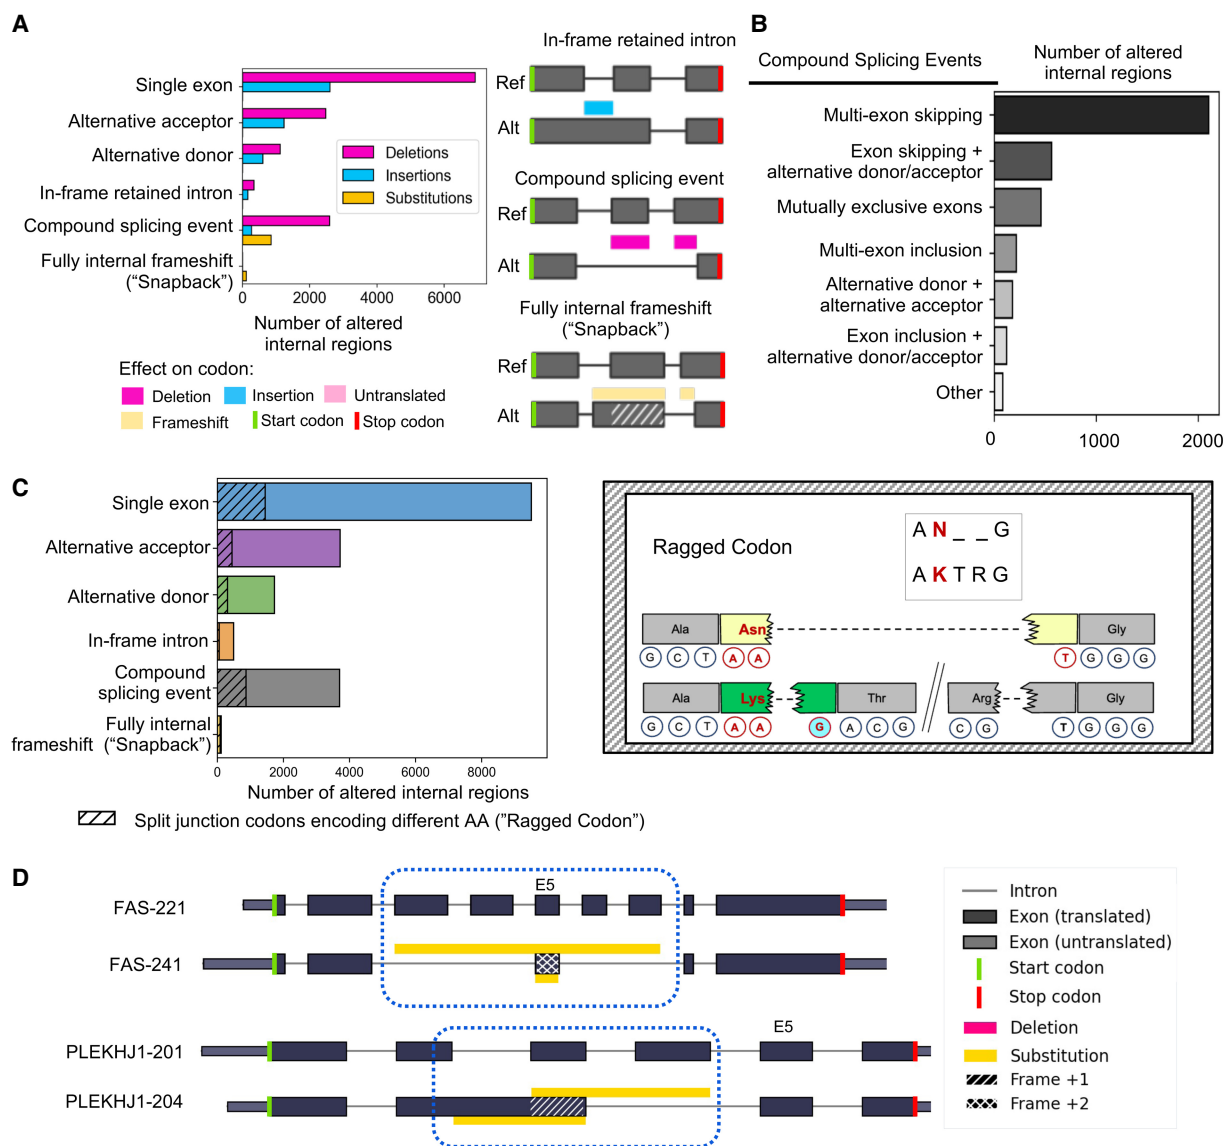 A
Single exon
Alternative acceptor
Alternative donor
In-frame retained intron
Compound splicing event
Fully internal frameshift
("Snapback")
Deletions
Insertions
Substitutions
0 2000 4000 6000
Number of altered
internal regions
Effect on codon:
Deletion Insertion Untranslated
Frameshift Start codon Stop codon
In-frame retained intron
Ref
Alt
Compound splicing event
Ref
Alt
Fully internal frameshift
("Snapback")
Ref
Alt
B
Compound Splicing Events
Number of altered
internal regions
Multi-exon skipping
Exon skipping +
alternative donor/acceptor
Mutually exclusive exons
Multi-exon inclusion
Alternative donor +
alternative acceptor
Exon inclusion +
alternative donor/acceptor
Other
0 1000 2000
C
Single exon
Alternative acceptor
Alternative donor
In-frame intron
Compound
splicing event
Fully internal
frameshift ("Snapback")
0 2000 4000 6000 8000
Number of altered internal regions
Split junction codons encoding different AA ("Ragged Codon")
Ragged Codon
A N _ _ G
A K T R G
Ala Asn Gly
G C T A A T G G G
Ala Lys Thr Arg Gly
G C T A A G A C G C G T G G G
D
E5
FAS-221
FAS-241
E5
PLEKHJ1-201
PLEKHJ1-204
Intron
Exon (translated)
Exon (untranslated)
Start codon
Stop codon
Deletion
Substitution
Frame +1
Frame +2